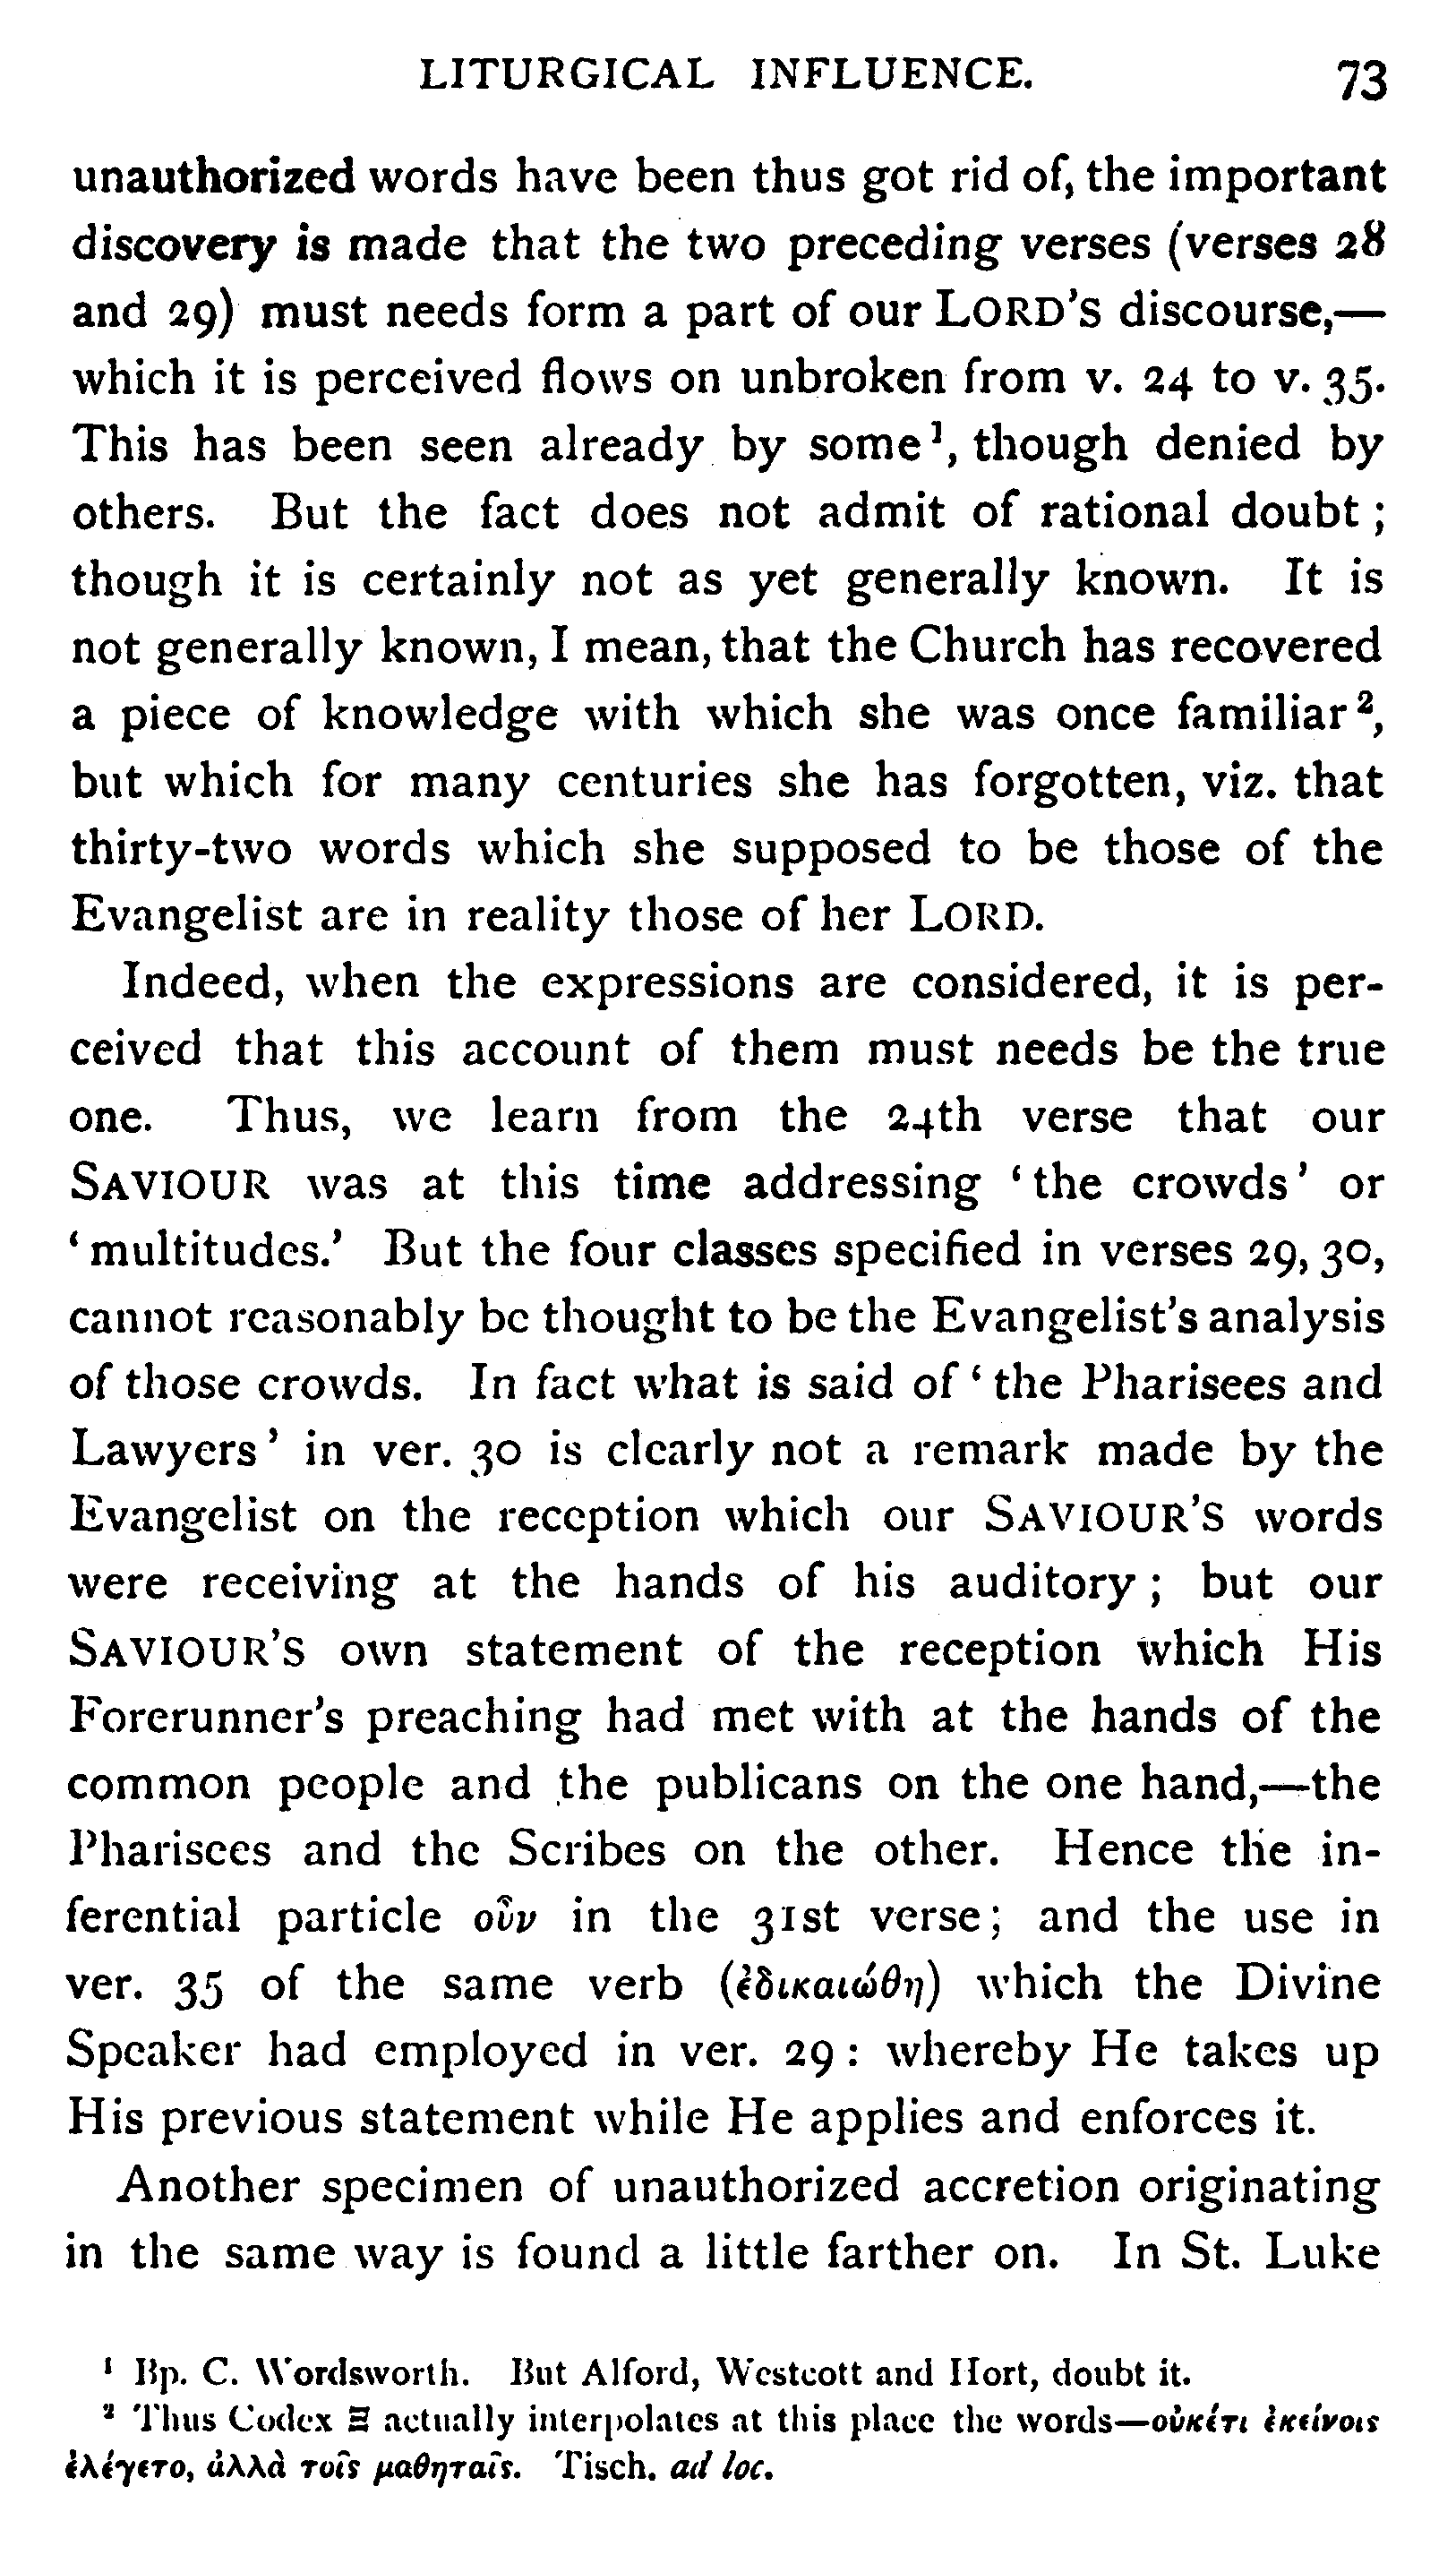 LITURGICAL INFLUENCE. 73
unauthorized words have been thus got rid of, the important
discovery is made that the two preceding verses (verses 28
and 29) must needs form a part of our LORD'S discourse,—
which it is perceived flows on unbroken from v. 24 to v. 35.
This has been seen already by some¹, though denied by
others. But the fact does not admit of rational doubt ;
though it is certainly not as yet generally known. It is
not generally known, I mean, that the Church has recovered
a piece of knowledge with which she was once familiar²,
but which for many centuries she has forgotten, viz. that
thirty-two words which she supposed to be those of the
Evangelist are in reality those of her LORD.
Indeed, when the expressions are considered, it is per-
ceived that this account of them must needs be the true
one. Thus, we learn from the 24th verse that our
SAVIOUR was at this time addressing ‘the crowds’ or
‘multitudes.’ But the four classes specified in verses 29, 30,
cannot reasonably be thought to be the Evangelist's analysis
of those crowds. In fact what is said of ‘the Pharisees and
Lawyers’ in ver. 30 is clearly not a remark made by the
Evangelist on the reception which our SAVIOUR'S words
were receiving at the hands of his auditory ; but our
SAVIOUR'S own statement of the reception which His
Forerunner's preaching had met with at the hands of the
common people and the publicans on the one hand,—the
Pharisees and the Scribes on the other. Hence the in-
ferential particle οὖν in the 31st verse; and the use in
ver. 35 of the same verb (ἐδικαιώθη) which the Divine
Speaker had employed in ver. 29 : whereby He takes up
His previous statement while He applies and enforces it.
Another specimen of unauthorized accretion originating
in the same way is found a little farther on. In St. Luke
¹ Bp. C. Wordsworth. But Alford, Westcott and Hort, doubt it.
² Thus Codex Ξ actually interpolates at this place the words—οὐκέτι ἐκείνοις
ἐλέγετο, ἀλλὰ τοῖς μαθηταῖς. Tisch. ad loc.